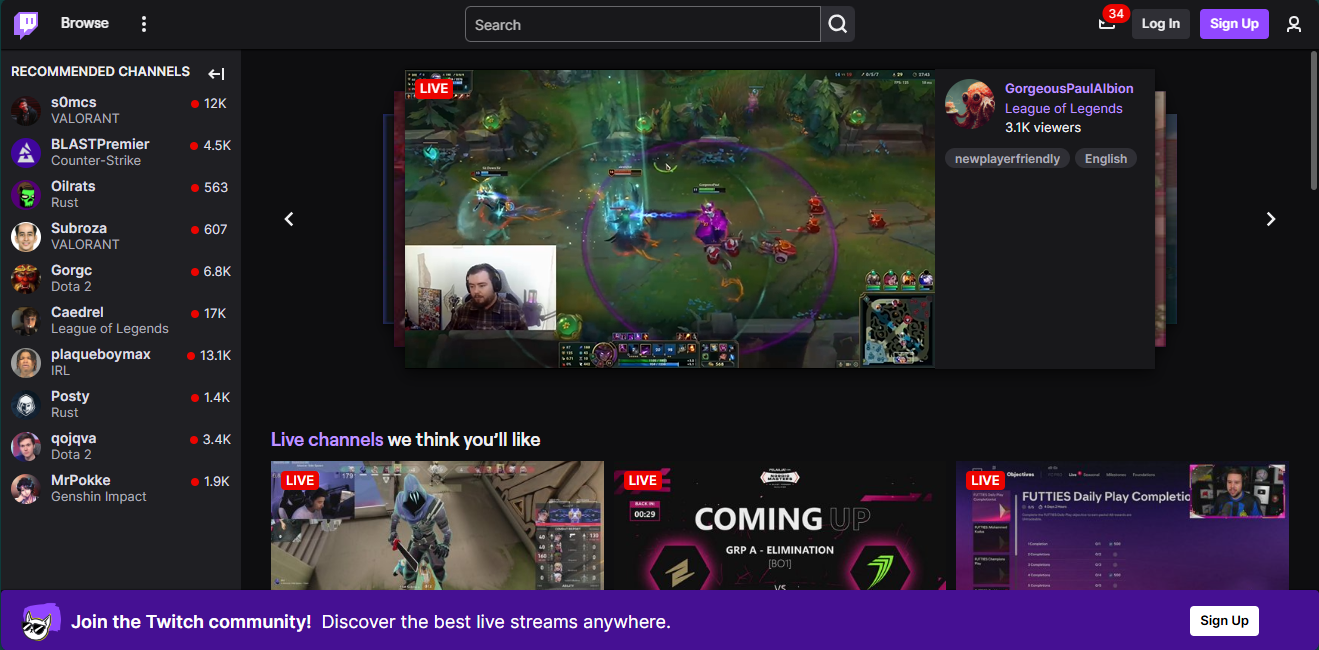 Browse
Search
34
Log In
Sign Up
RECOMMENDED CHANNELS
s0mcs
12K
VALORANT
BLASTPremier
4.5K
Counter-Strike
Oilrats
563
Rust
Subroza
607
VALORANT
Gorgc
6.8K
Dota 2
Caedrel
17K
League of Legends
plaqueboymax
13.1K
IRL
Posty
1.4K
Rust
qojqva
3.4K
Dota 2
MrPokke
1.9K
Genshin Impact
LIVE
GorgeousPaulAlbion
League of Legends
3.1K viewers
newplayerfriendly
English
Live channels we think you'll like
LIVE
LIVE
BACK IN
00:29
COMING UP
GRP A - ELIMINATION
[BO1]
VS
LIVE
Objectives
FUTTIES Daily Play Completio
Join the Twitch community! Discover the best live streams anywhere.
Sign Up